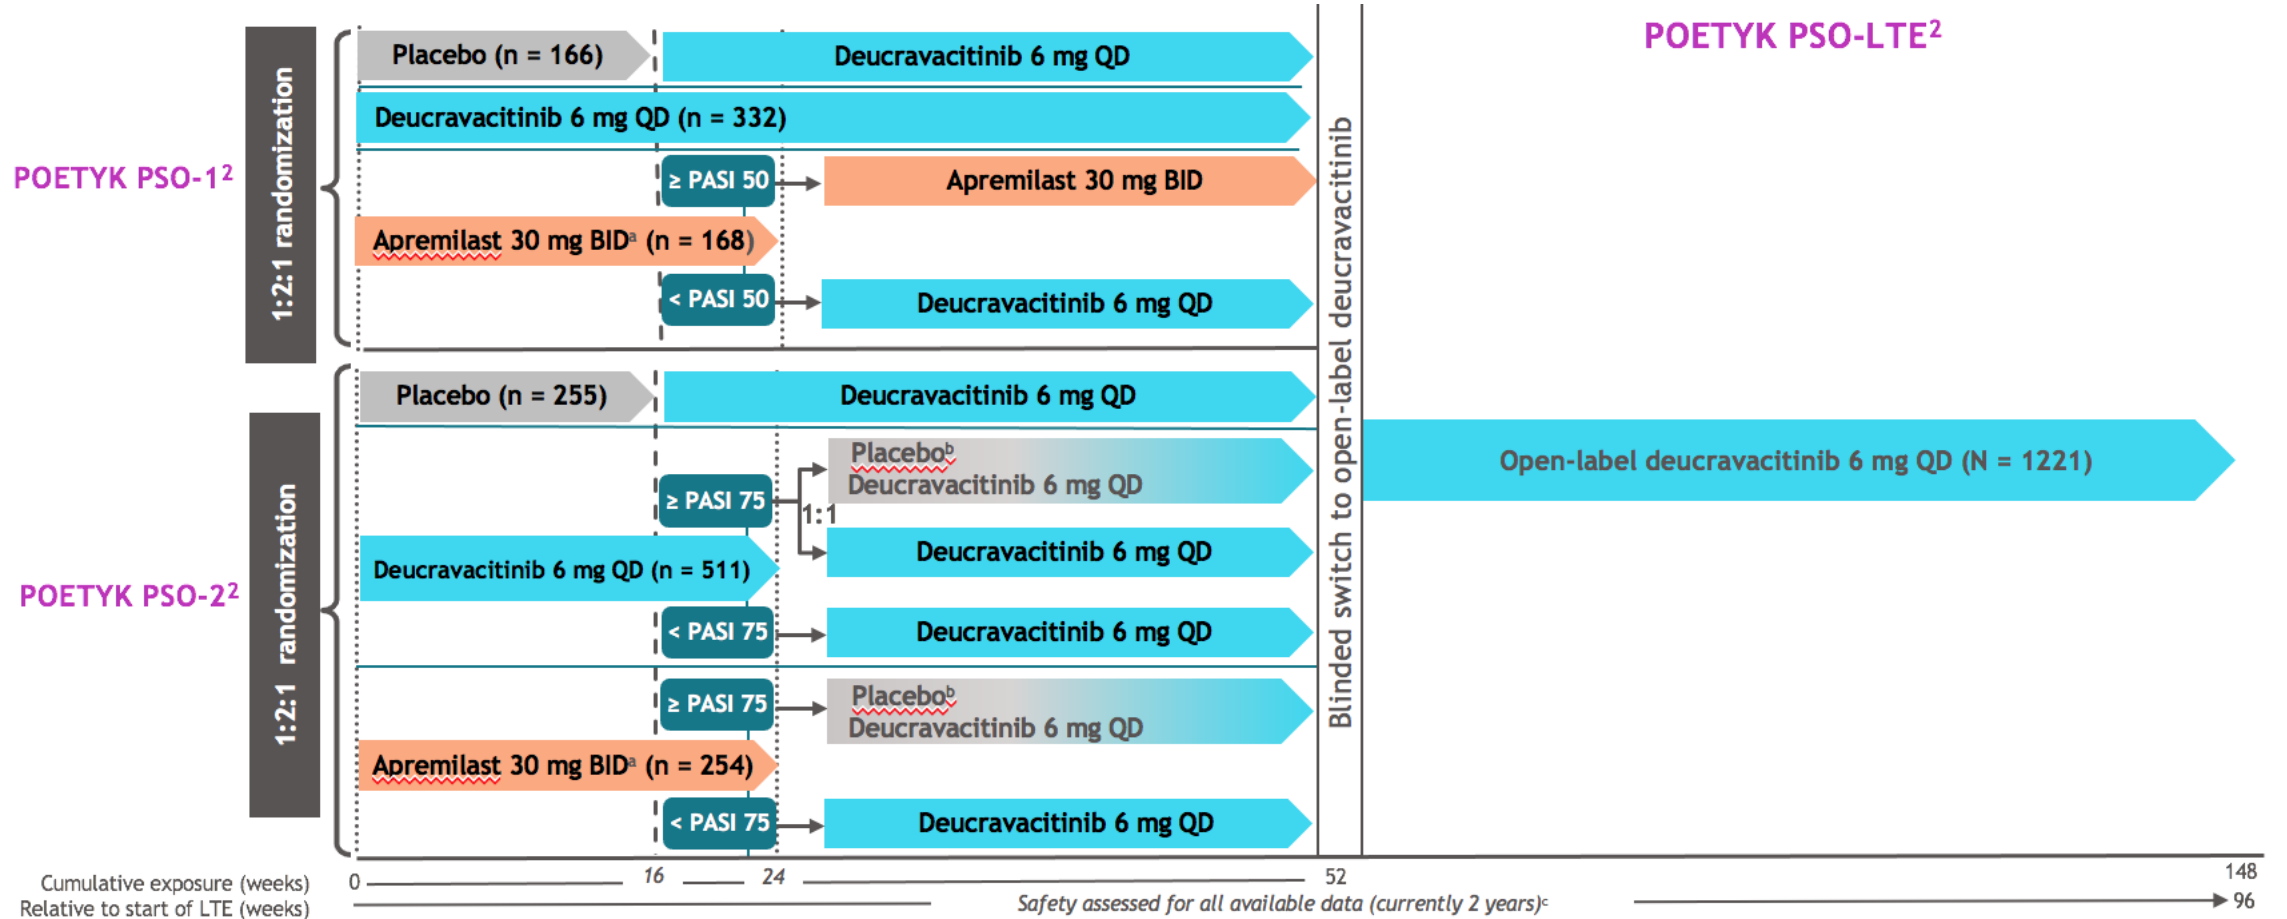 POETYK PSO-LTE²
POETYK PSO-1²
1:2:1 randomization
Placebo (n = 166)
Deucravacitinib 6 mg QD
Deucravacitinib 6 mg QD (n = 332)
≥ PASI 50
Apremilast 30 mg BID
Apremilast 30 mg BIDᵃ (n = 168)
< PASI 50
Deucravacitinib 6 mg QD
POETYK PSO-2²
1:2:1 randomization
Placebo (n = 255)
Deucravacitinib 6 mg QD
≥ PASI 75
1:1
Placeboᵇ
Deucravacitinib 6 mg QD
Deucravacitinib 6 mg QD
Deucravacitinib 6 mg QD (n = 511)
< PASI 75
Deucravacitinib 6 mg QD
≥ PASI 75
Placeboᵇ
Deucravacitinib 6 mg QD
Apremilast 30 mg BIDᵃ (n = 254)
< PASI 75
Deucravacitinib 6 mg QD
Blinded switch to open-label deucravacitinib
Open-label deucravacitinib 6 mg QD (N = 1221)
Cumulative exposure (weeks) 0 16 24 52 148
Relative to start of LTE (weeks) Safety assessed for all available data (currently 2 years)ᶜ 96